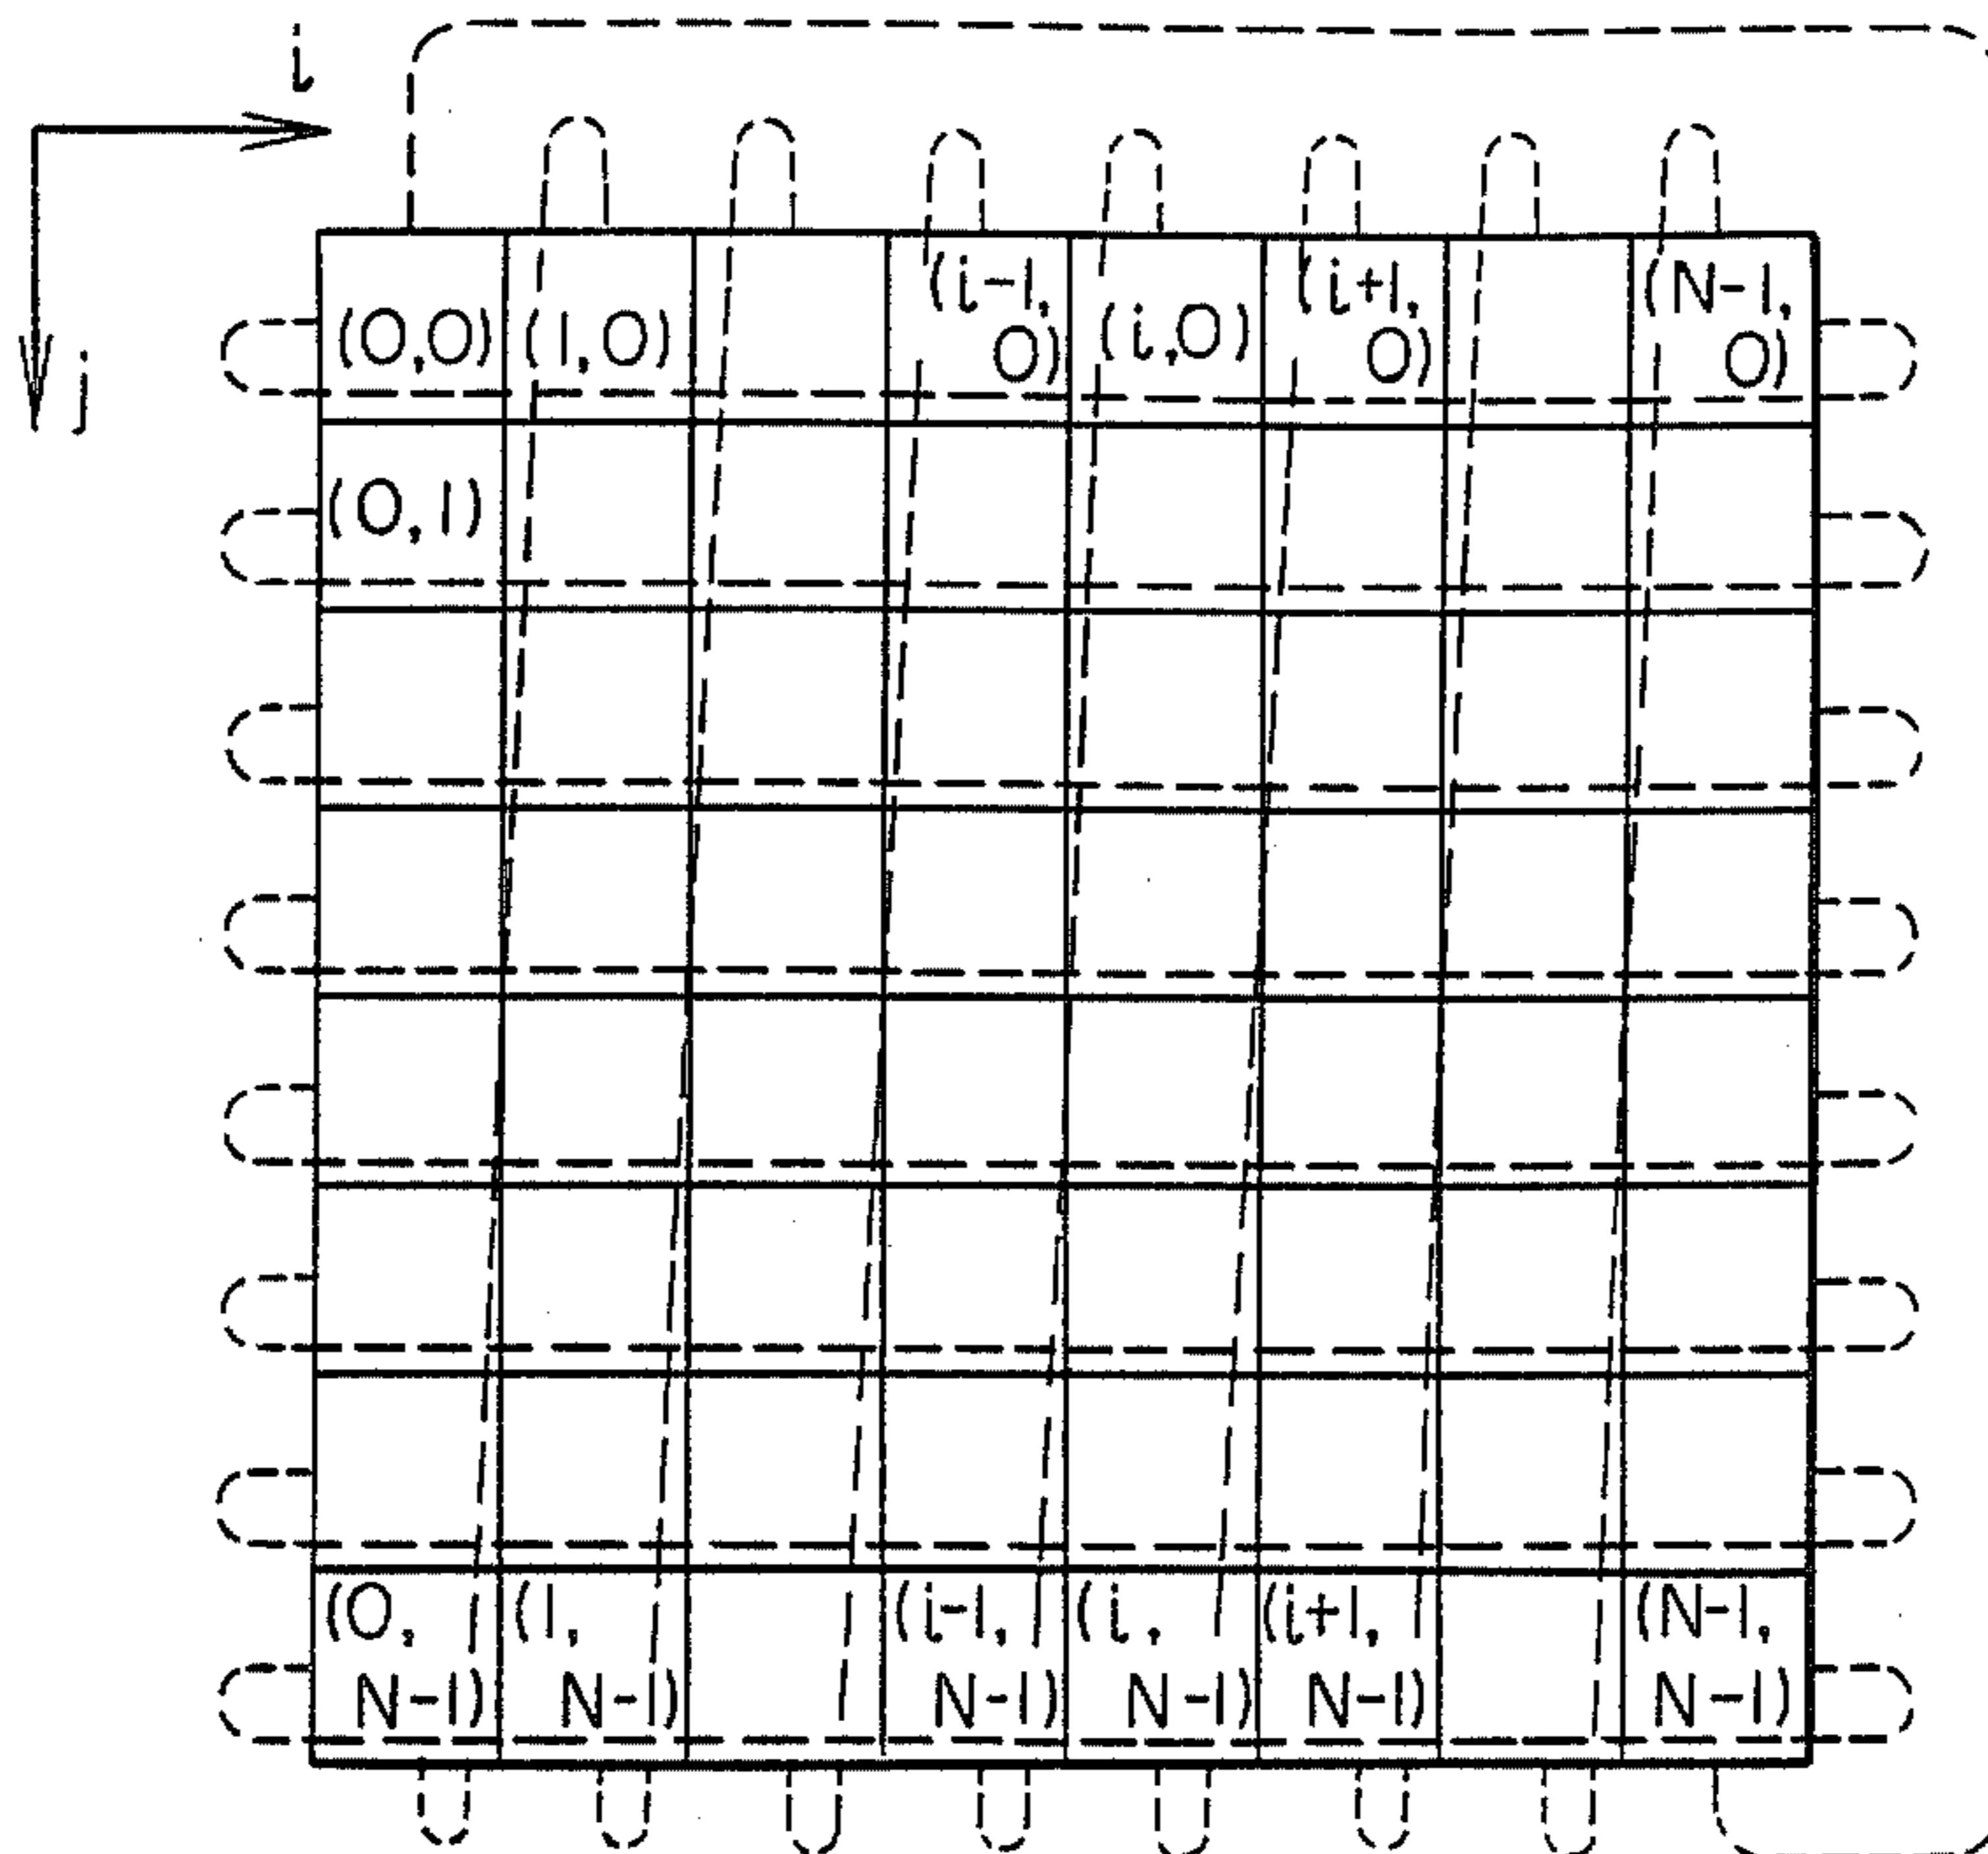 i
j
(0,0) (1,0) (i-1, 0) (i,0) (i+1, 0) (N-1, 0)
(0,1)
(0, N-1) (1, N-1) (i-1, N-1) (i, N-1) (i+1, N-1) (N-1, N-1)